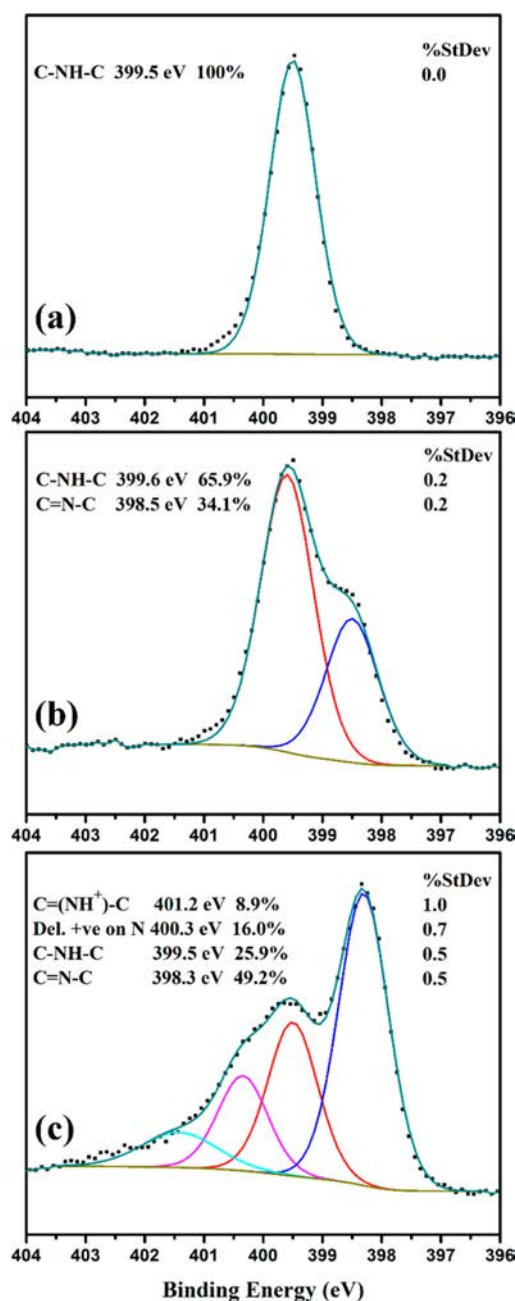 %StDev
C-NH-C 399.5 eV 100% 0.0
(a)
404 403 402 401 400 399 398 397 396
%StDev
C-NH-C 399.6 eV 65.9% 0.2
C=N-C 398.5 eV 34.1% 0.2
(b)
404 403 402 401 400 399 398 397 396
%StDev
C=(NH⁺)-C 401.2 eV 8.9% 1.0
Del. +ve on N 400.3 eV 16.0% 0.7
C-NH-C 399.5 eV 25.9% 0.5
C=N-C 398.3 eV 49.2% 0.5
(c)
404 403 402 401 400 399 398 397 396
Binding Energy (eV)